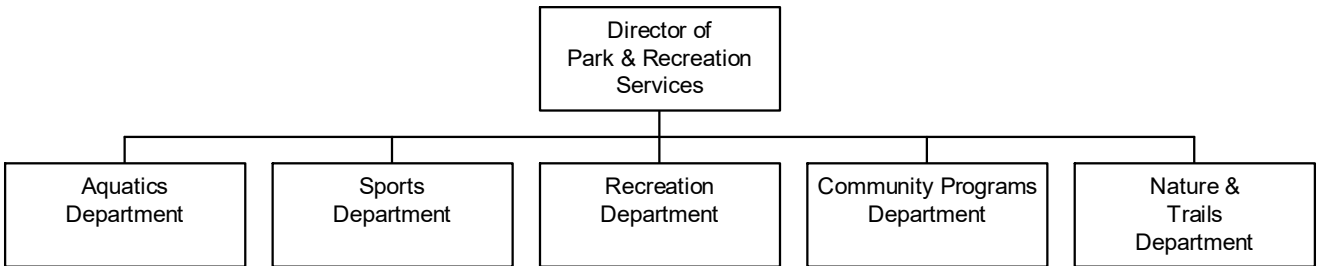 Director of
Park & Recreation
Services
Aquatics
Department
Sports
Department
Recreation
Department
Community Programs
Department
Nature &
Trails
Department